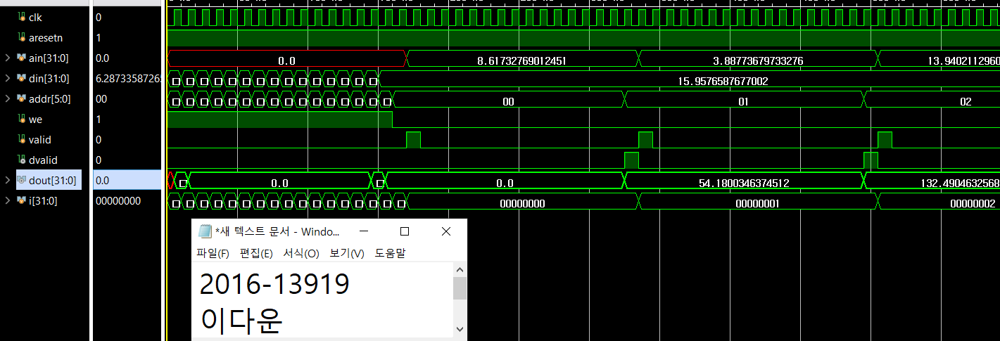 clk 0
aresetn 1
ain[31:0] 0.0 0.0 8.61732769012451 3.88773679733276 13.9402112960
din[31:0] 6.2873358726 15.9576587677002
addr[5:0] 00 00 01 02
we 1
valid 0
dvalid 0
dout[31:0] 0.0 0.0 0.0 54.1800346374512 132.4904632568
i[31:0] 00000000 00000000 00000001 00000002
*새 텍스트 문서 - Windo...
파일(F) 편집(E) 서식(O) 보기(V) 도움말
2016-13919
이다운